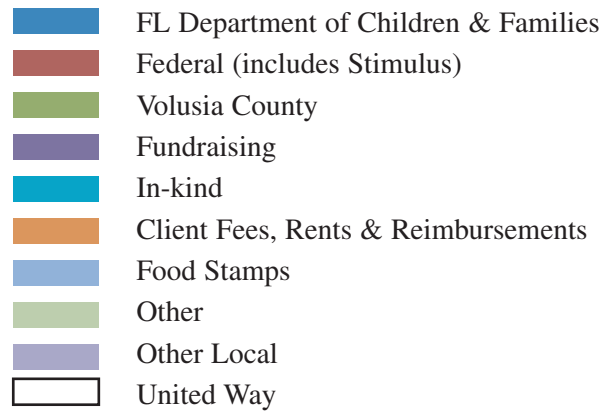 FL Department of Children & Families
Federal (includes Stimulus)
Volusia County
Fundraising
In-kind
Client Fees, Rents & Reimbursements
Food Stamps
Other
Other Local
United Way